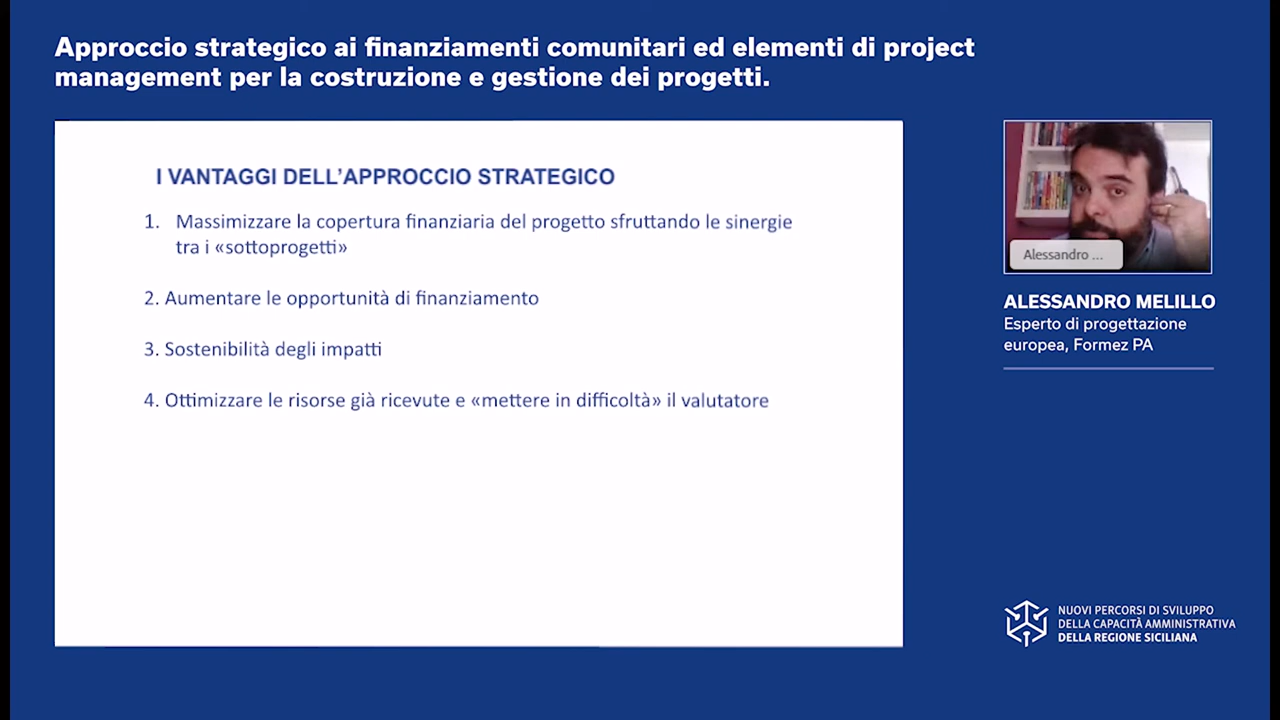 Approccio strategico ai finanziamenti comunitari ed elementi di project
management per la costruzione e gestione dei progetti.
I VANTAGGI DELL'APPROCCIO STRATEGICO
1. Massimizzare la copertura finanziaria del progetto sfruttando le sinergie
tra i «sottoprogetti»
2. Aumentare le opportunità di finanziamento
3. Sostenibilità degli impatti
4. Ottimizzare le risorse già ricevute e «mettere in difficoltà» il valutatore
Alessandro ...
ALESSANDRO MELILLO
Esperto di progettazione
europea, Formez PA
NUOVI PERCORSI DI SVILUPPO
DELLA CAPACITÀ AMMINISTRATIVA
DELLA REGIONE SICILIANA